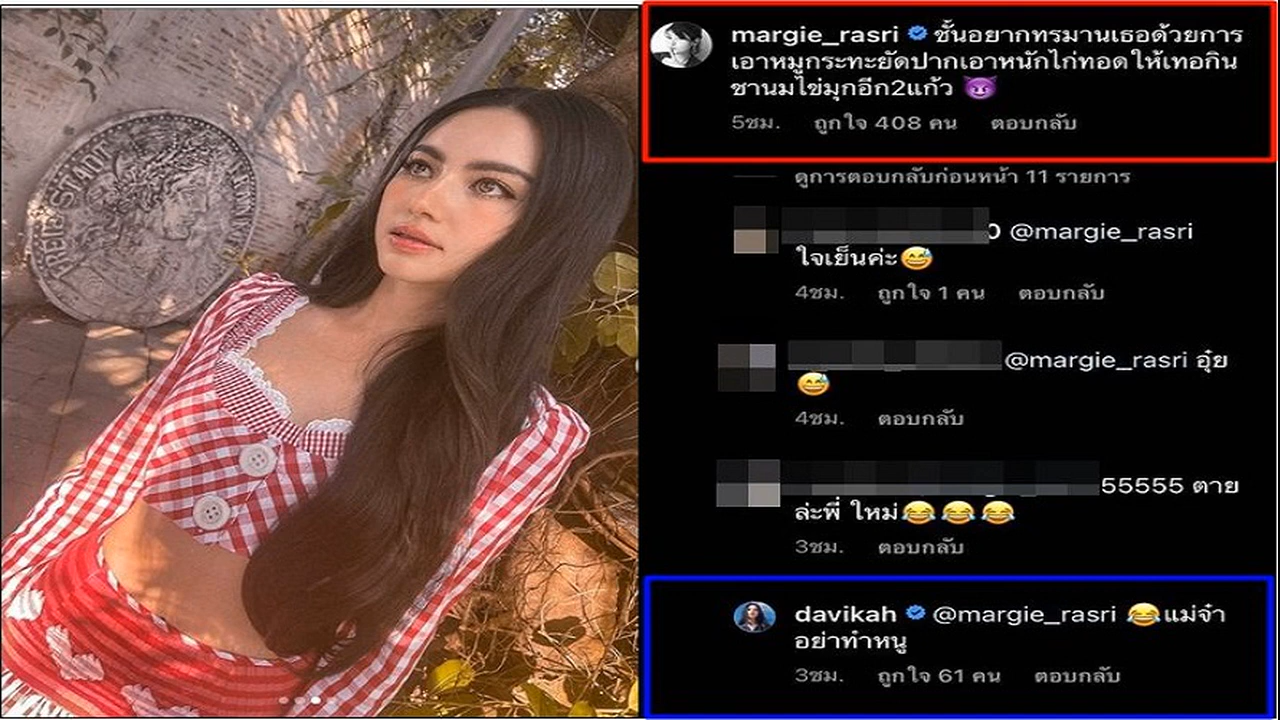 FREIE STADT
margie_rasri ชั้นอยากทรมานเธอด้วยการ
เอาหมูกระทะยัดปากเอาหนักไก่ทอดให้เทอกิน
ชานมไข่มุกอีก2แก้ว 😈
5ชม. ถูกใจ 408 คน ตอบกลับ
ดูการตอบกลับก่อนหน้า 11 รายการ
@margie_rasri
ใจเย็นค่ะ😅
4ชม. ถูกใจ 1 คน ตอบกลับ
@margie_rasri อุ๋ย
😅
4ชม. ตอบกลับ
55555 ตาย
ล่ะพี่ ใหม่😂😂😂
3ชม. ตอบกลับ
davikah @margie_rasri 😂แม่จ๋า
อย่าทำหนู
3ชม. ถูกใจ 61 คน ตอบกลับ